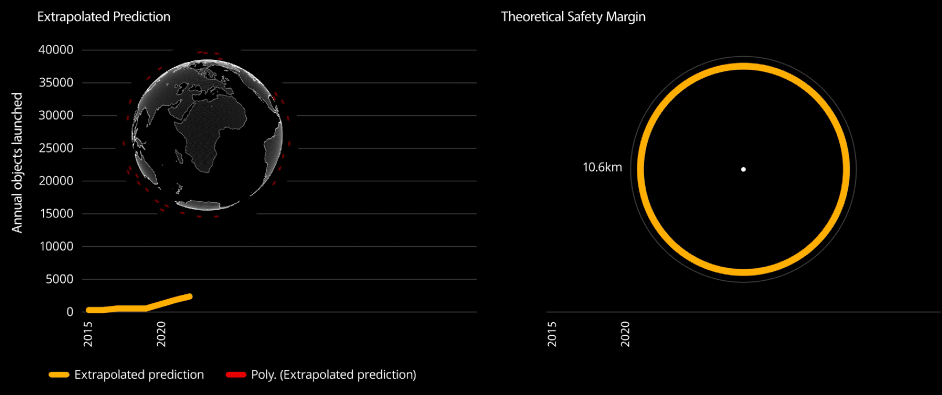 Extrapolated Prediction
Theoretical Safety Margin
Annual objects launched
40000
35000
30000
25000
20000
15000
10000
5000
0
2015
2020
10.6km
2015
2020
Extrapolated prediction
Poly. (Extrapolated prediction)